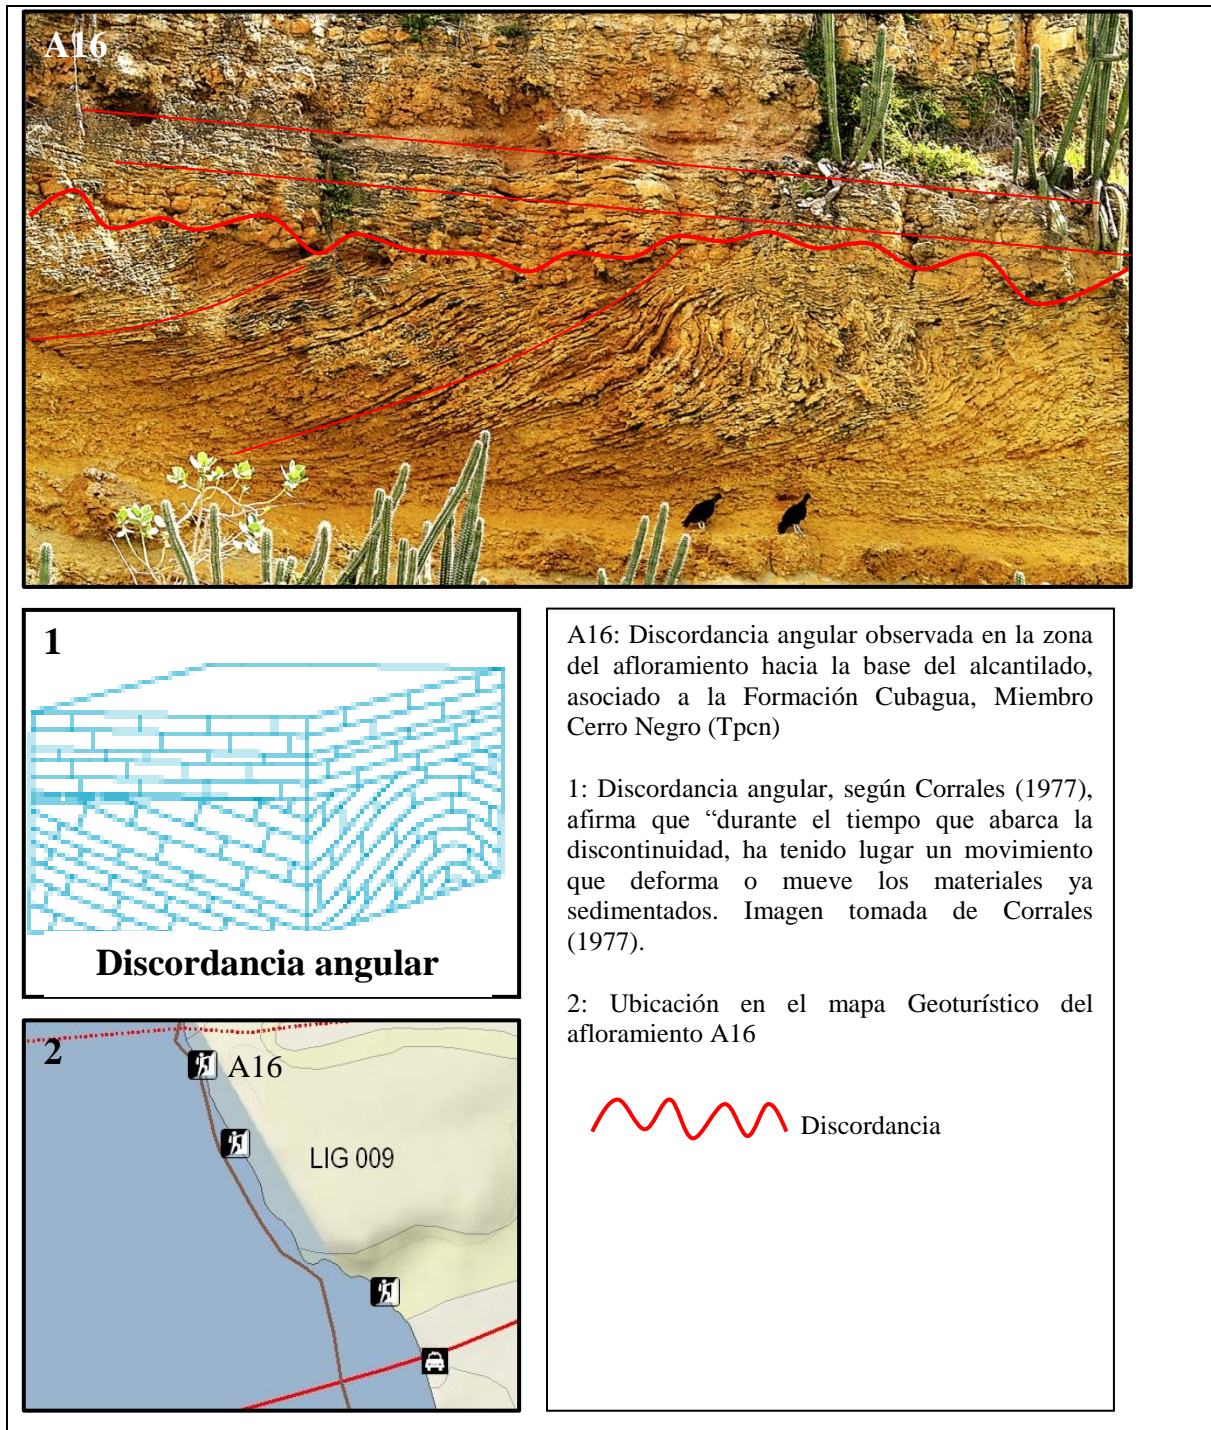 A16
1
Discordancia angular
A16: Discordancia angular observada en la zona
del afloramiento hacia la base del alcantilado,
asociado a la Formación Cubagua, Miembro
Cerro Negro (Tpcn)
1: Discordancia angular, según Corrales (1977),
afirma que “durante el tiempo que abarca la
discontinuidad, ha tenido lugar un movimiento
que deforma o mueve los materiales ya
sedimentados. Imagen tomada de Corrales
(1977).
2: Ubicación en el mapa Geoturístico del
afloramiento A16
Discordancia
2
A16
LIG 009